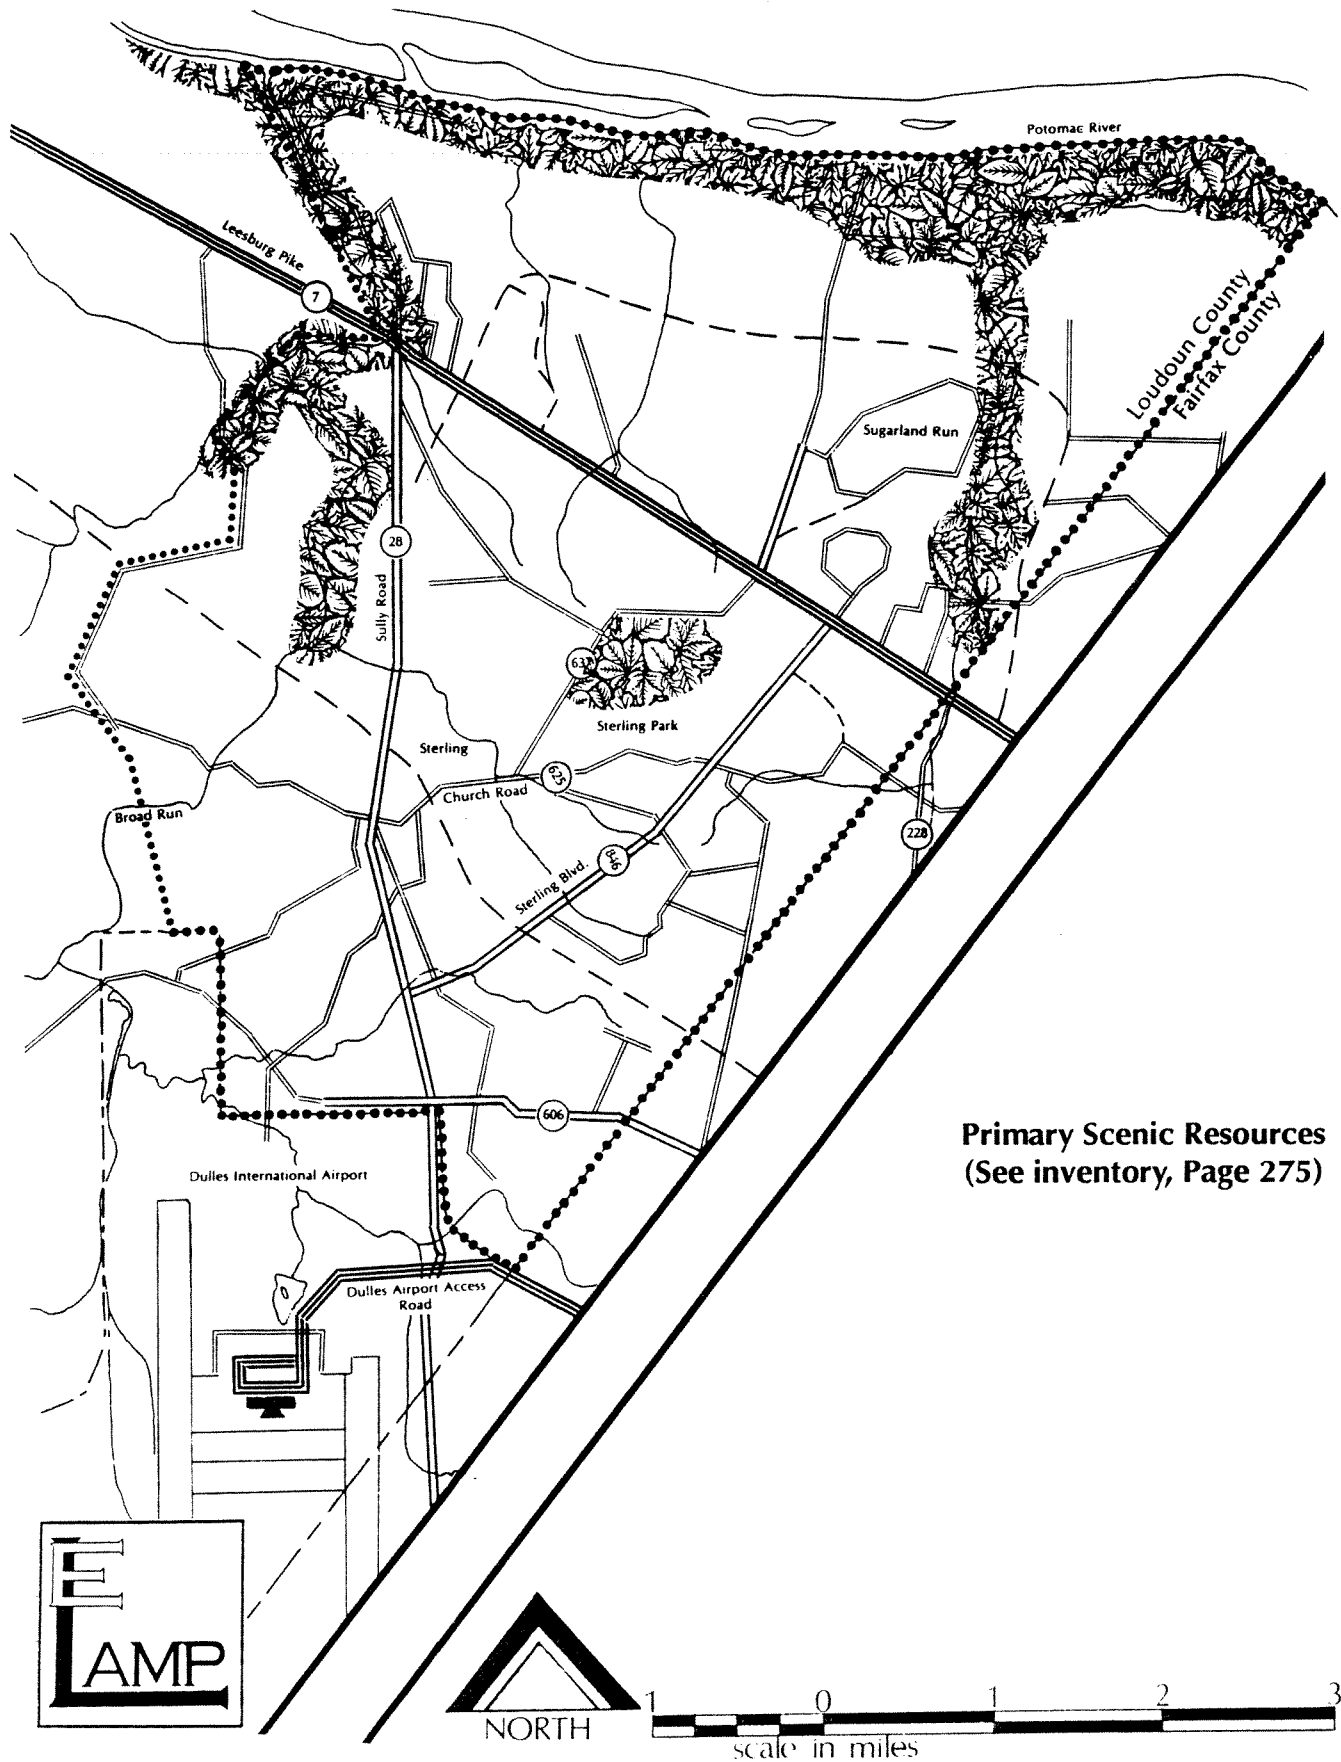 Potomac River
Leesburg Pike
7
Loudoun County
Fairfax County
Sugarland Run
28
Sully Road
637
Sterling Park
Sterling
625
Church Road
Broad Run
228
846
Sterling Blvd.
606
Primary Scenic Resources
(See inventory, Page 275)
Dulles International Airport
Dulles Airport Access
Road
E
LAMP
NORTH
1 0 1 2 3
scale in miles